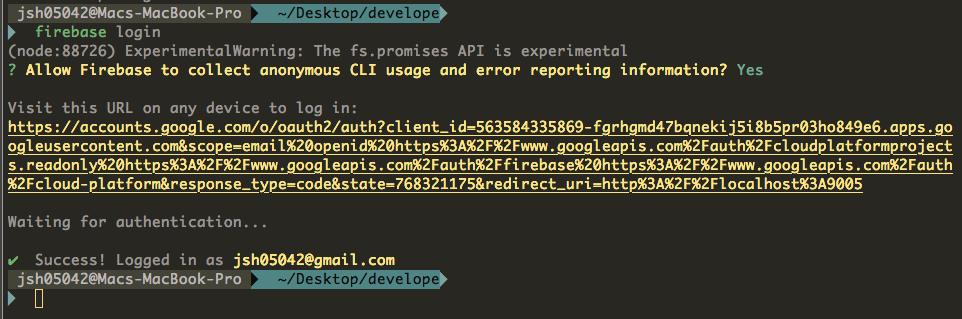 jsh05042@Macs-MacBook-Pro ~/Desktop/develope
firebase login
(node:88726) ExperimentalWarning: The fs.promises API is experimental
? Allow Firebase to collect anonymous CLI usage and error reporting information? Yes
Visit this URL on any device to log in:
https://accounts.google.com/o/oauth2/auth?client_id=563584335869-fgrhgmd47bqnekij5i8b5pr03ho849e6.apps.go
ogleusercontent.com&scope=email%20openid%20https%3A%2F%2Fwww.googleapis.com%2Fauth%2Fcloudplatformproject
s.readonly%20https%3A%2F%2Fwww.googleapis.com%2Fauth%2Ffirebase%20https%3A%2F%2Fwww.googleapis.com%2Fauth
%2Fcloud-platform&response_type=code&state=768321175&redirect_uri=http%3A%2F%2Flocalhost%3A9005
Waiting for authentication...
✔ Success! Logged in as jsh05042@gmail.com
jsh05042@Macs-MacBook-Pro ~/Desktop/develope